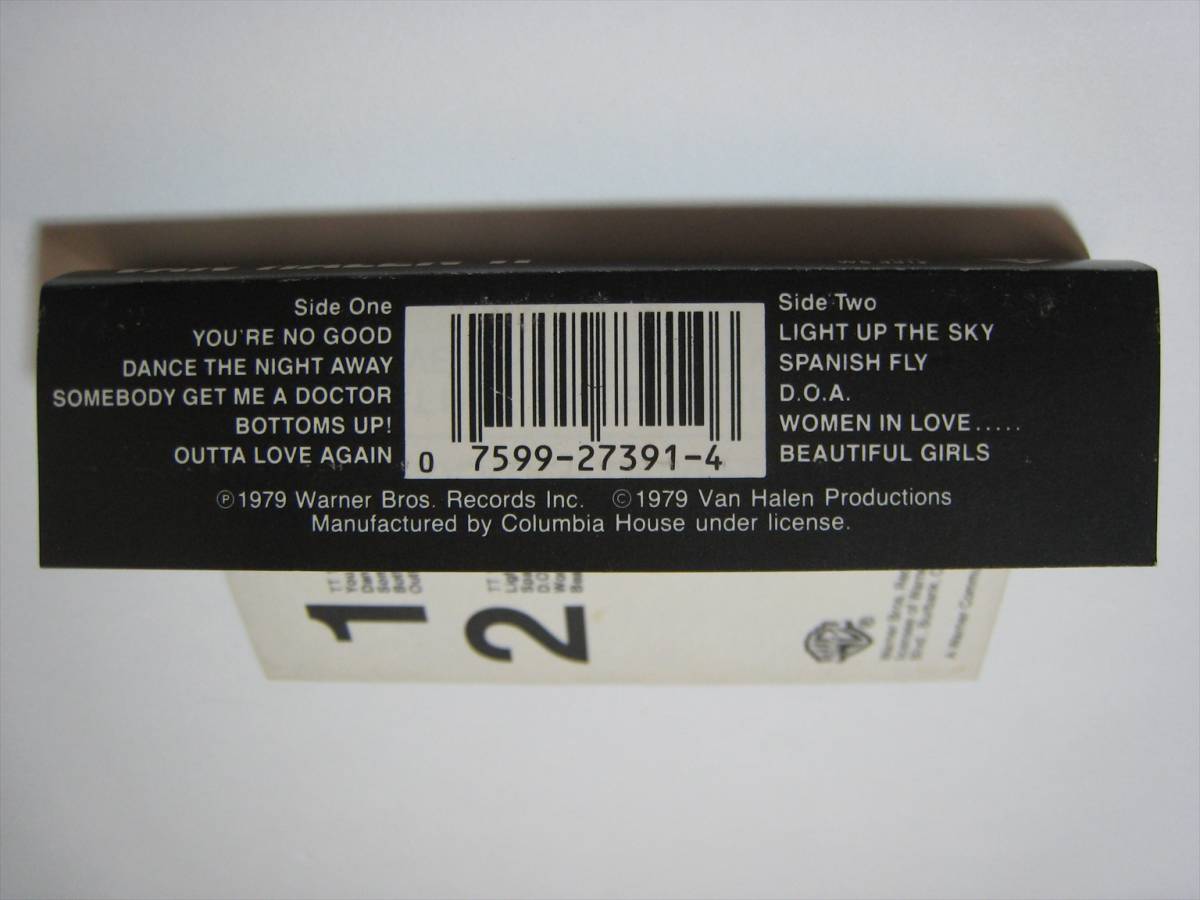 Side One
YOU'RE NO GOOD
DANCE THE NIGHT AWAY
SOMEBODY GET ME A DOCTOR
BOTTOMS UP!
OUTTA LOVE AGAIN
0 7599-27391-4
Side Two
LIGHT UP THE SKY
SPANISH FLY
D.O.A.
WOMEN IN LOVE.....
BEAUTIFUL GIRLS
℗1979 Warner Bros. Records Inc. ©1979 Van Halen Productions
Manufactured by Columbia House under license.
1
2